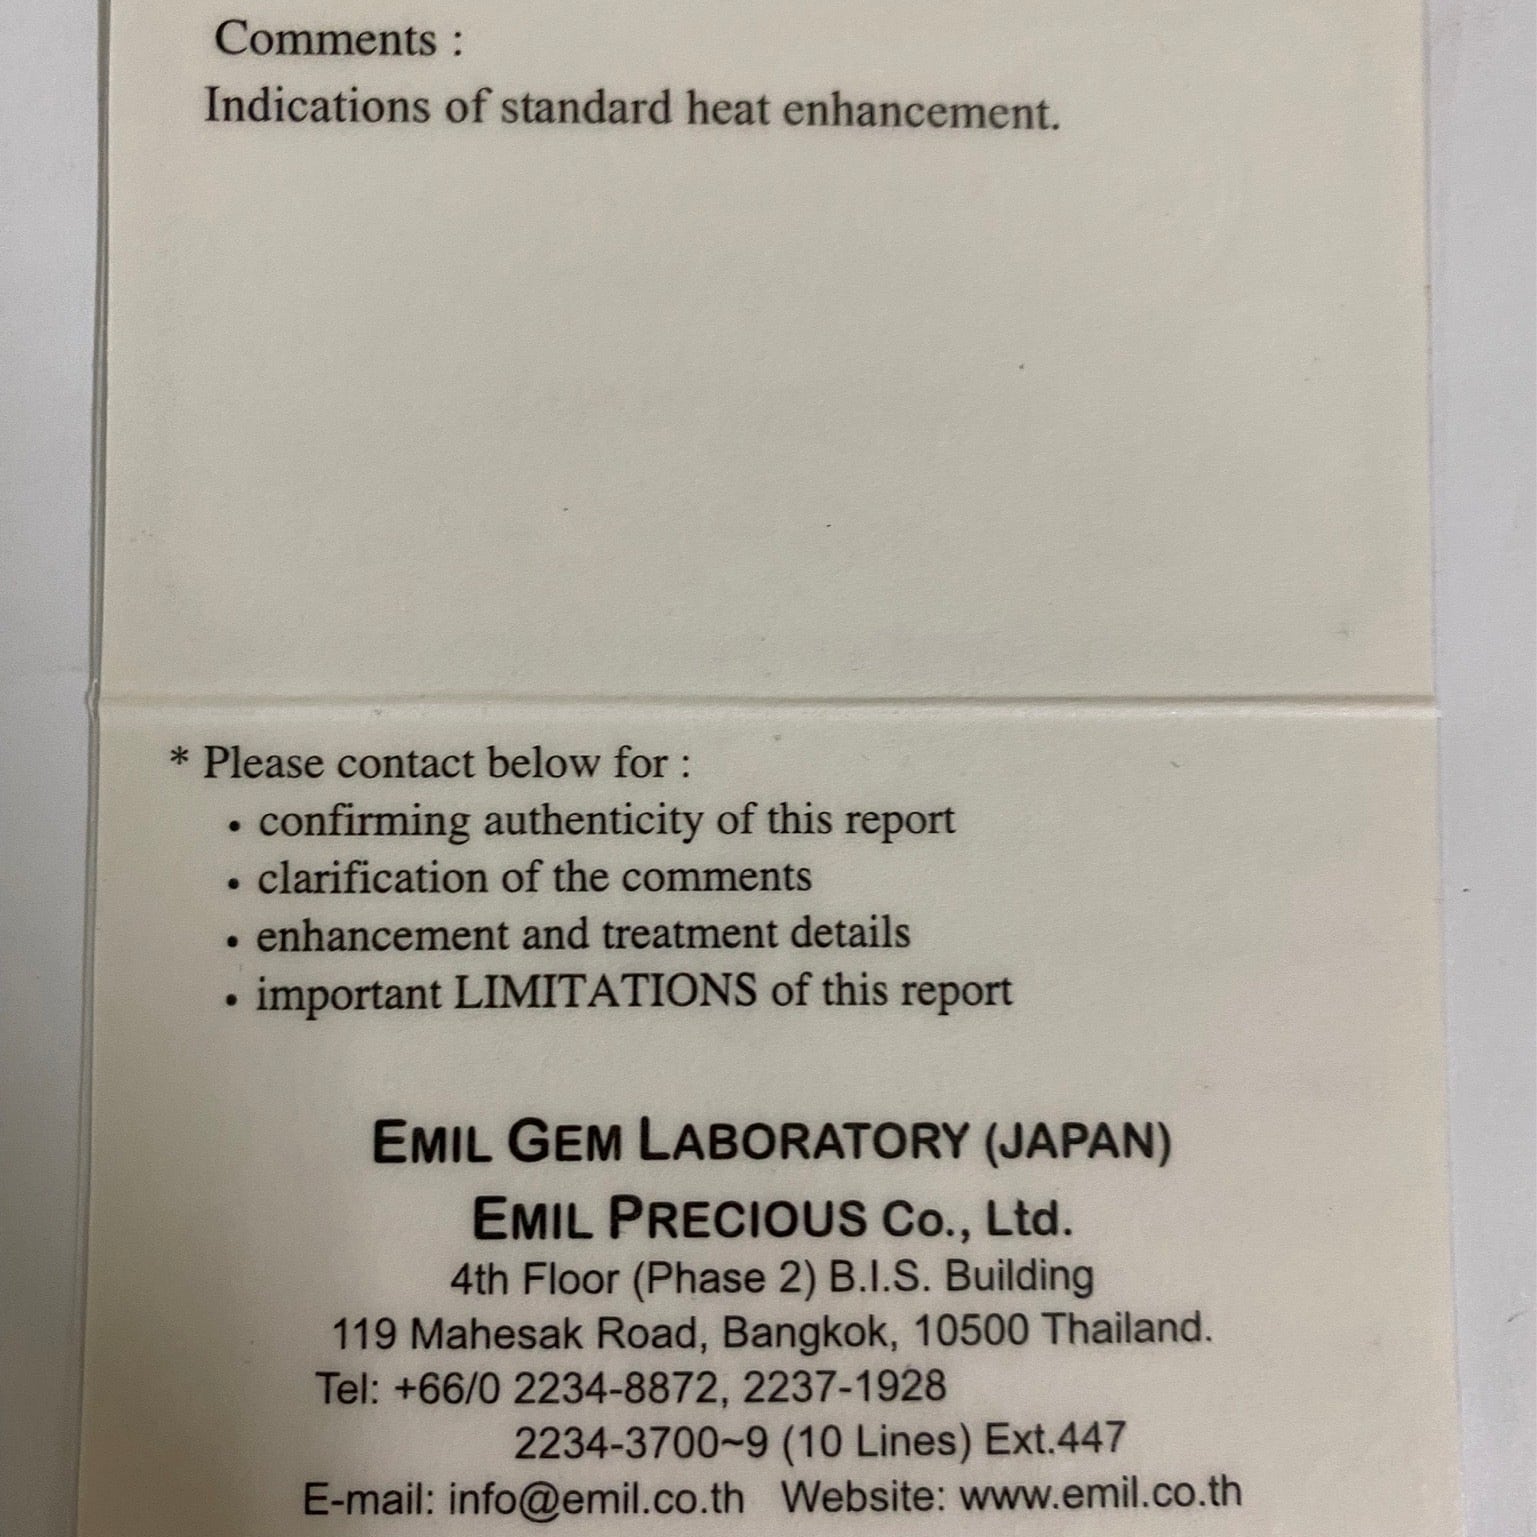 Comments :
Indications of standard heat enhancement.
* Please contact below for :
• confirming authenticity of this report
• clarification of the comments
• enhancement and treatment details
• important LIMITATIONS of this report
EMIL GEM LABORATORY (JAPAN)
EMIL PRECIOUS Co., Ltd.
4th Floor (Phase 2) B.I.S. Building
119 Mahesak Road, Bangkok, 10500 Thailand.
Tel: +66/0 2234-8872, 2237-1928
2234-3700~9 (10 Lines) Ext.447
E-mail: info@emil.co.th Website: www.emil.co.th